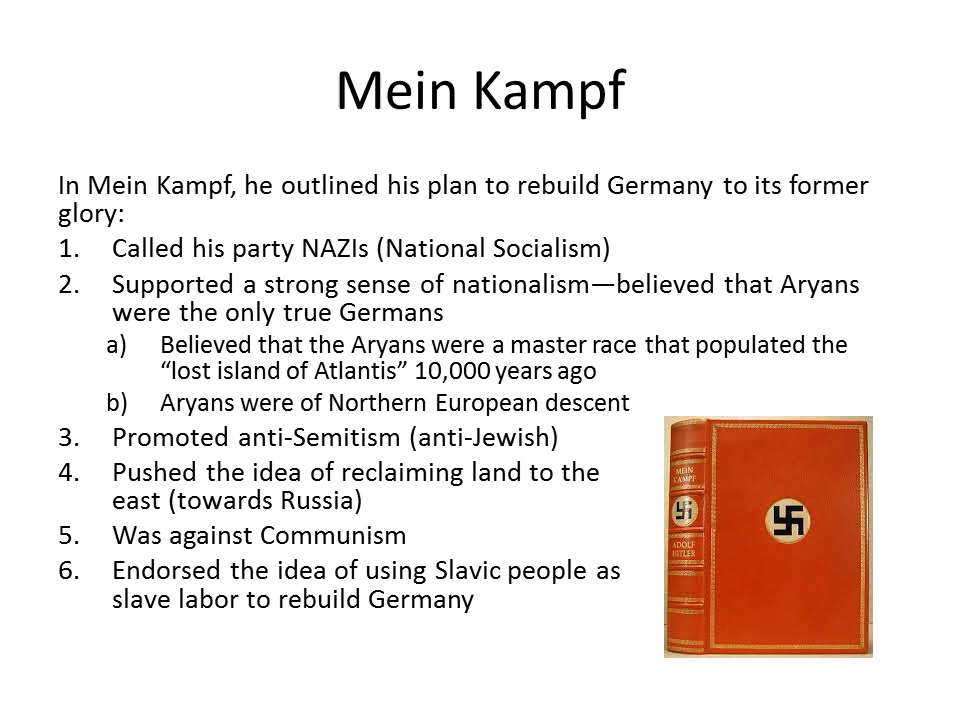 Mein Kampf
In Mein Kampf, he outlined his plan to rebuild Germany to its former
glory:
1. Called his party NAZIs (National Socialism)
2. Supported a strong sense of nationalism—believed that Aryans
were the only true Germans
a) Believed that the Aryans were a master race that populated the
“lost island of Atlantis” 10,000 years ago
b) Aryans were of Northern European descent
3. Promoted anti-Semitism (anti-Jewish)
4. Pushed the idea of reclaiming land to the
east (towards Russia)
5. Was against Communism
6. Endorsed the idea of using Slavic people as
slave labor to rebuild Germany
MEIN
KAMPF
ADOLF
HITLER